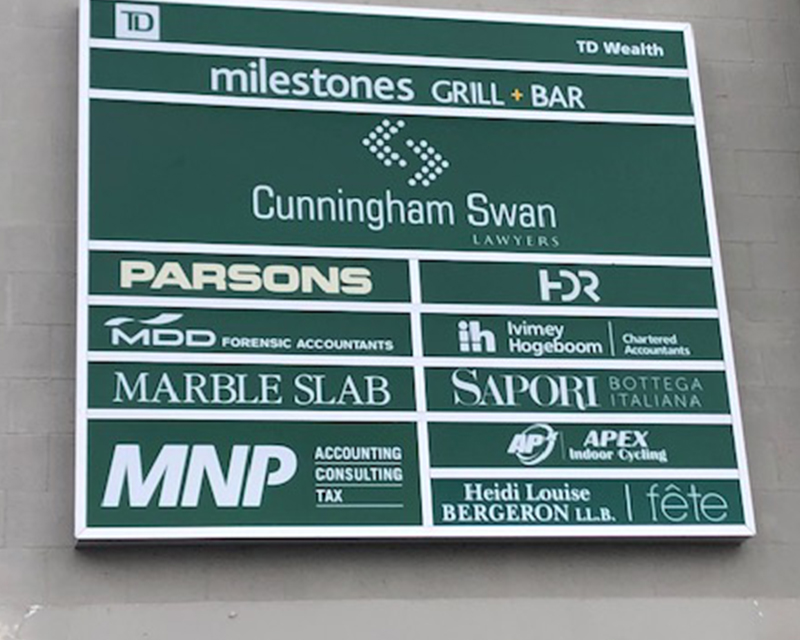 TD
TD Wealth
milestones GRILL + BAR
Cunningham Swan
LAWYERS
PARSONS
HDR
MDD FORENSIC ACCOUNTANTS
ih Ivimey Hogeboom Chartered Accountants
MARBLE SLAB
SAPORI BOTTEGA ITALIANA
MNP ACCOUNTING
CONSULTING
TAX
APX APEX
Indoor Cycling
Heidi Louise
BERGERON LL.B. fête